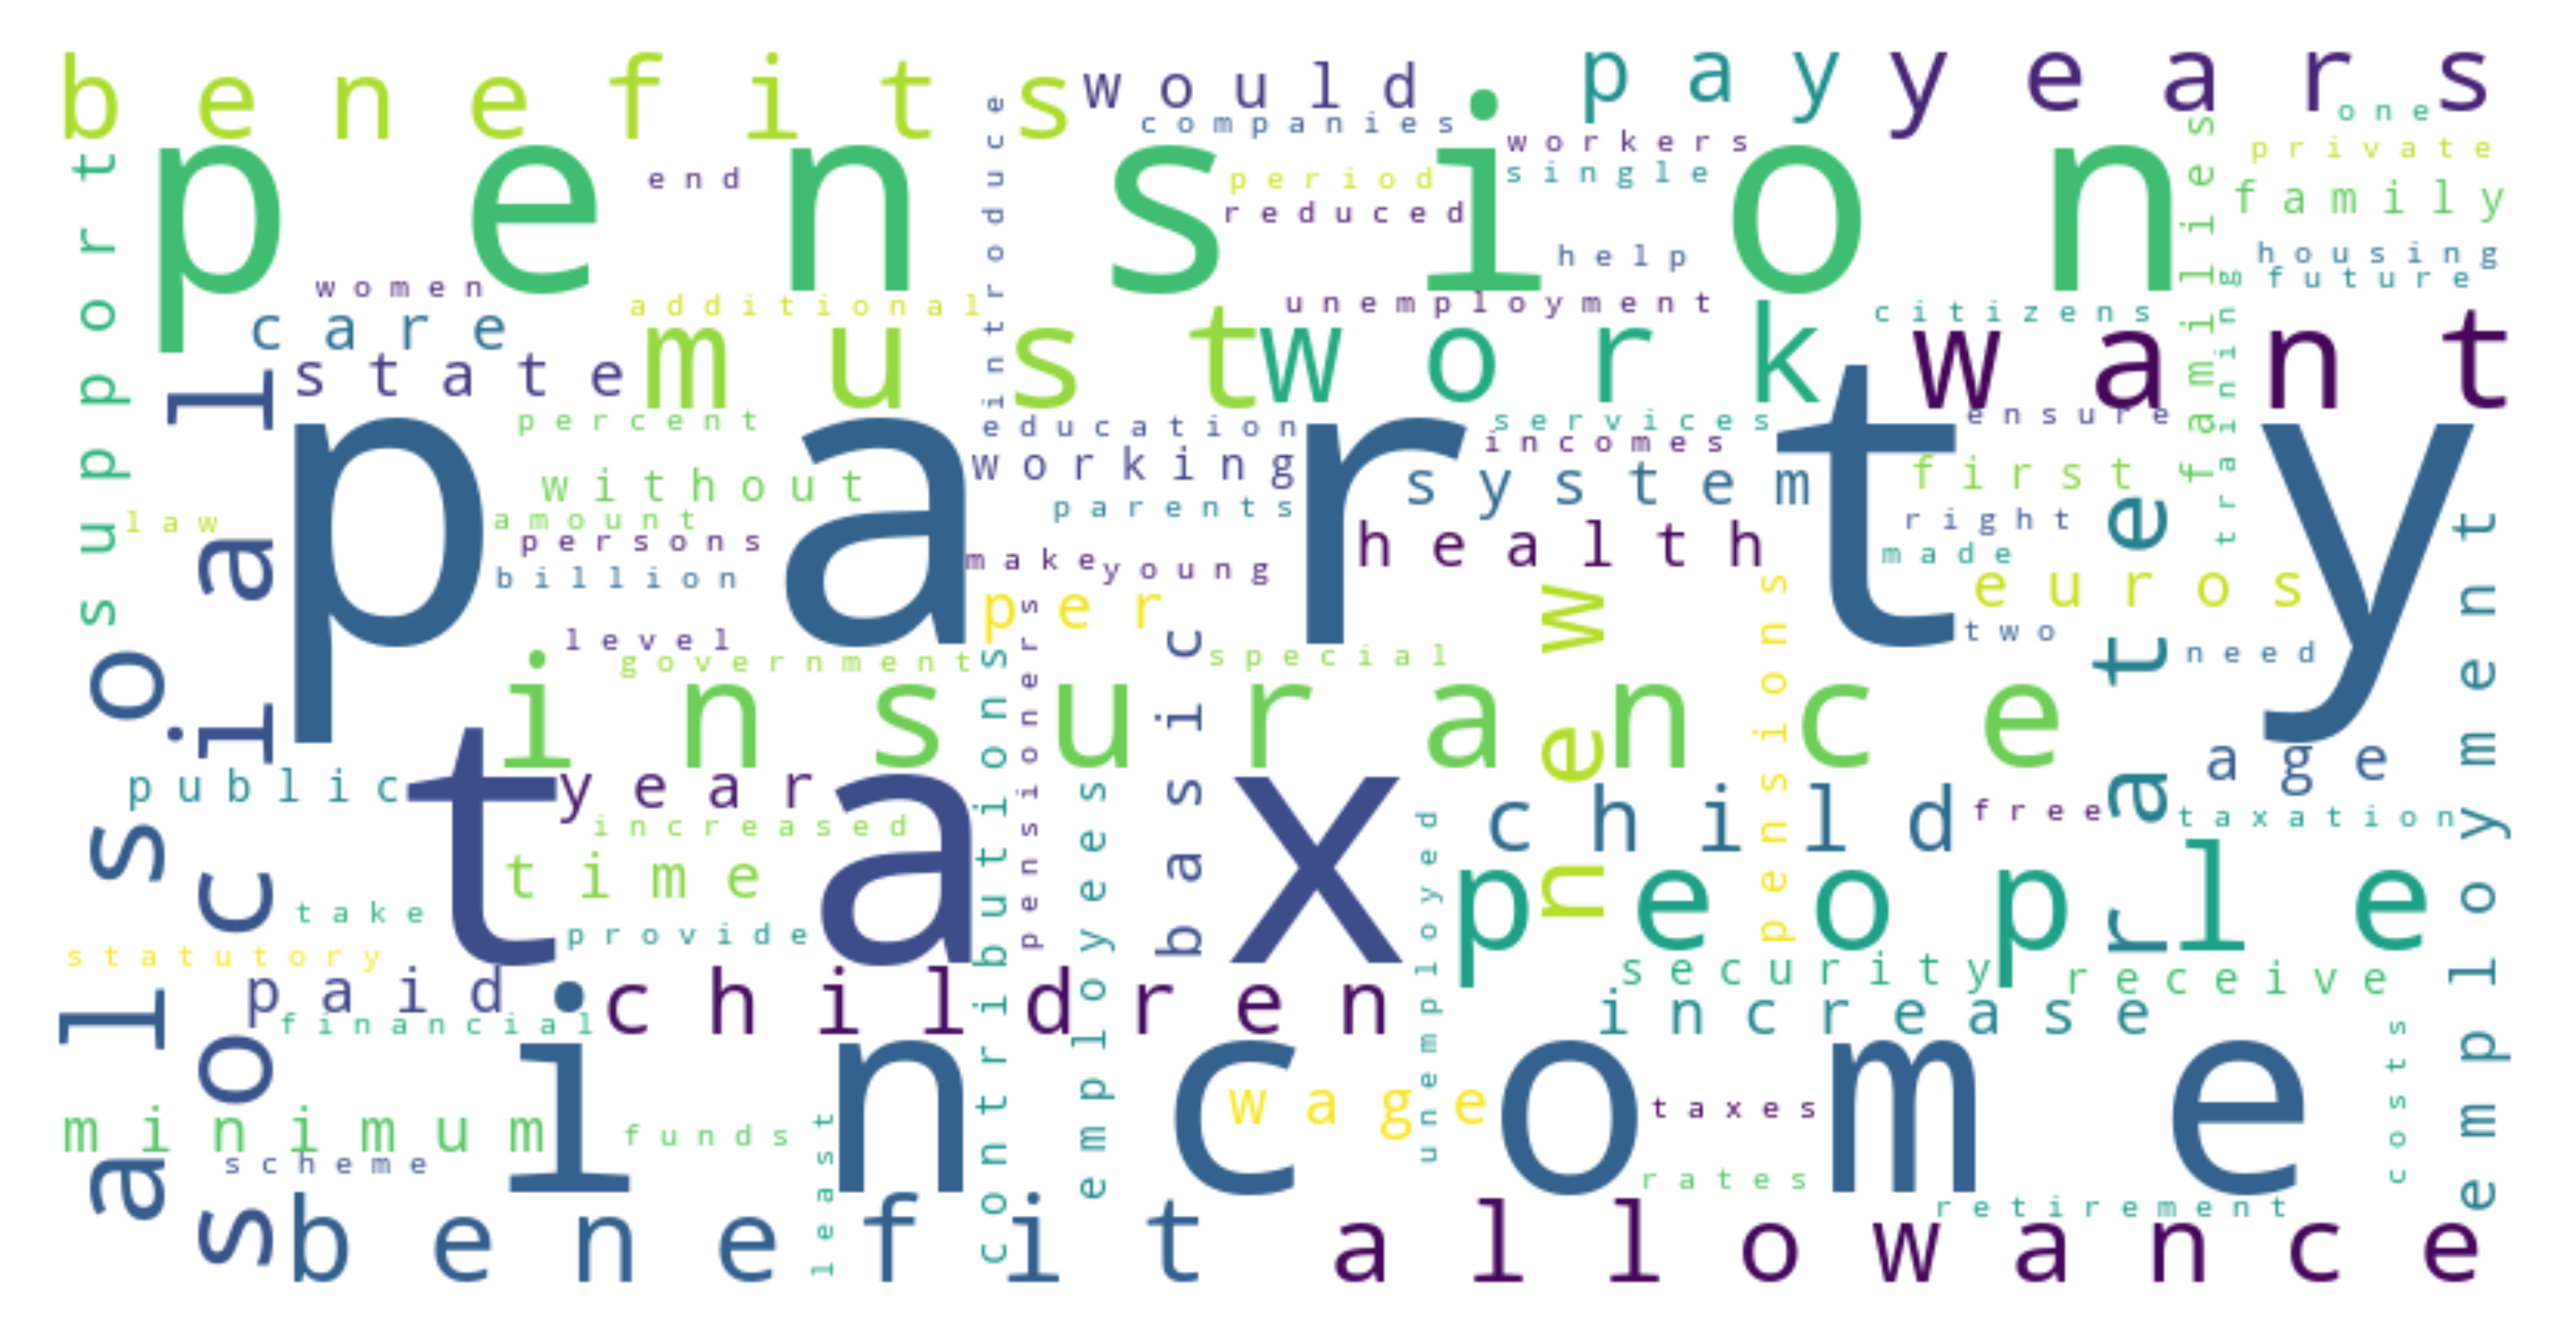 benefits
would
pay
years
one
companies
workers
private
support
pension
end
period
single
introduce
reduced
families
family
help
housing
future
women
additional
unemployment
citizens
care
must
work
want
state
training
percent
education
services
ensure
incomes
social
party
working
system
first
without
parents
law
amount
right
rate
persons
health
made
make
young
billion
euros
employment
per
new
pensions
level
two
also
government
pensioners
basic
special
need
insurance
contributions
age
public
tax
year
child
free
taxation
increased
employees
unemployed
time
people
take
provide
statutory
security
receive
paid
children
increase
financial
income
costs
minimum
funds
wage
taxes
scheme
least
rates
retirement
benefit
allowance